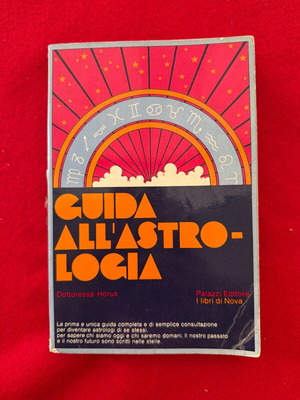 GUIDA
ALL'ASTRO-
LOGIA
Dottoressa Horus
Palazzi Editore
I libri di Nova
La prima e unica guida completa e di semplice consultazione
per diventare astrologi di se stessi.
per sapere chi siamo oggi e chi saremo domani, il nostro passato
e il nostro futuro sono scritti nelle stelle.